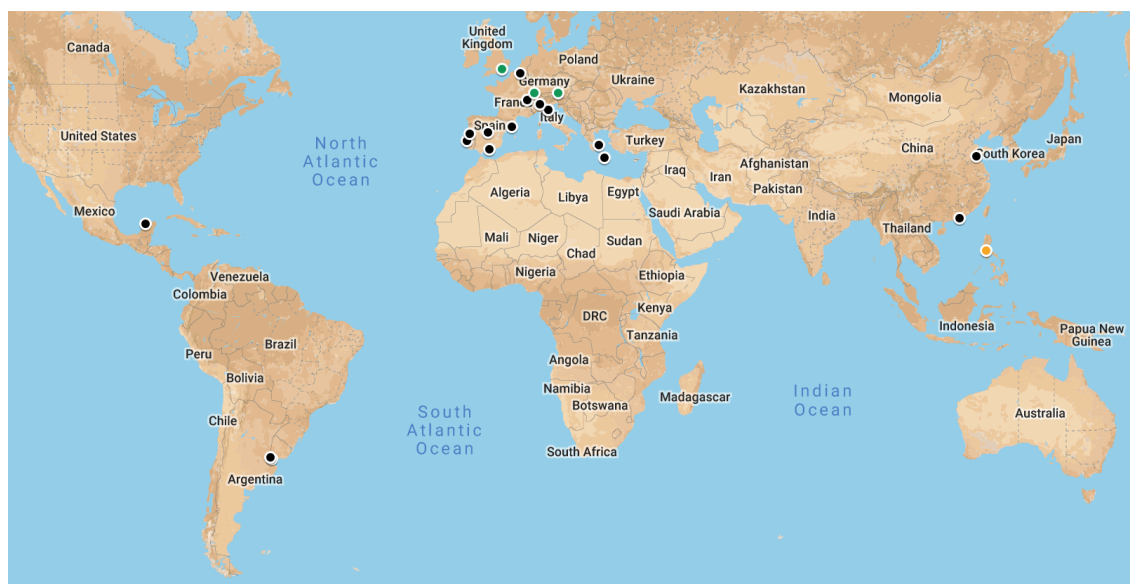 Canada
United
Kingdom
Poland
Germany
Ukraine
Kazakhstan
Mongolia
Spain
Italy
United States
North
Atlantic
Ocean
Turkey
China
South Korea
Japan
Afghanistan
Iraq
Iran
Pakistan
Algeria
Libya
Egypt
Saudi Arabia
India
Thailand
Mexico
Mali
Niger
Chad
Sudan
Nigeria
Ethiopia
Venezuela
Colombia
DRC
Kenya
Tanzania
Indonesia
Papua New
Guinea
Peru
Brazil
Bolivia
Angola
Namibia
Botswana
Madagascar
Indian
Ocean
Australia
Chile
South
Atlantic
Ocean
South Africa
Argentina